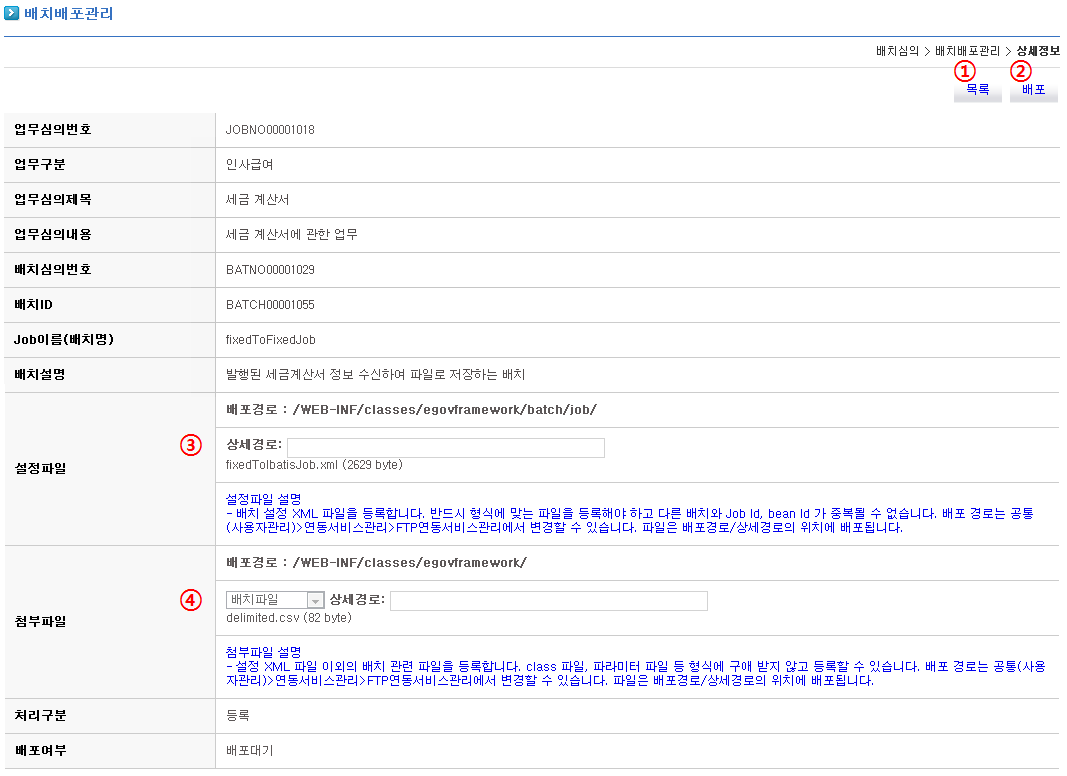 배치배포관리
배치심의 > 배치배포관리 > 상세정보
① ②
목록 배포
업무심의번호 JOBNO00001018
업무구분 인사급여
업무심의제목 세금 계산서
업무심의내용 세금 계산서에 관한 업무
배치심의번호 BATNO00001029
배치ID BATCH00001055
Job이름(배치명) fixedToFixedJob
배치설명 발행된 세금계산서 정보 수신하여 파일로 저장하는 배치
배포경로 : /WEB-INF/classes/egovframework/batch/job/
③ 상세경로:
fixedToIbatisJob.xml (2629 byte)
설정파일
설정파일 설명
- 배치 설정 XML 파일을 등록합니다. 반드시 형식에 맞는 파일을 등록해야 하고 다른 배치와 Job Id, bean Id 가 중복될 수 없습니다. 배포 경로는 공통
(사용자관리)>연동서비스관리>FTP연동서비스관리에서 변경할 수 있습니다. 파일은 배포경로/상세경로의 위치에 배포됩니다.
배포경로 : /WEB-INF/classes/egovframework/
④ 배치파일 상세경로:
delimited.csv (82 byte)
첨부파일
첨부파일 설명
- 설정 XML 파일 이외의 배치 관련 파일을 등록합니다. class 파일, 파라미터 파일 등 형식에 구애 받지 않고 등록할 수 있습니다. 배포 경로는 공통(사용
자관리)>연동서비스관리>FTP연동서비스관리에서 변경할 수 있습니다. 파일은 배포경로/상세경로의 위치에 배포됩니다.
처리구분 등록
배포여부 배포대기